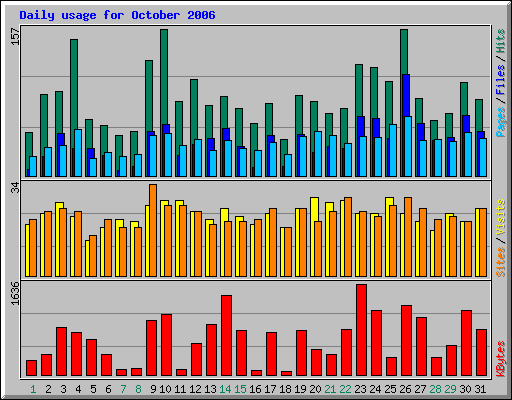 Daily usage for October 2006
157
Pages / Files / Hits
34
Sites / Visits
1636
KBytes
1 2 3 4 5 6 7 8 9 10 11 12 13 14 15 16 17 18 19 20 21 22 23 24 25 26 27 28 29 30 31